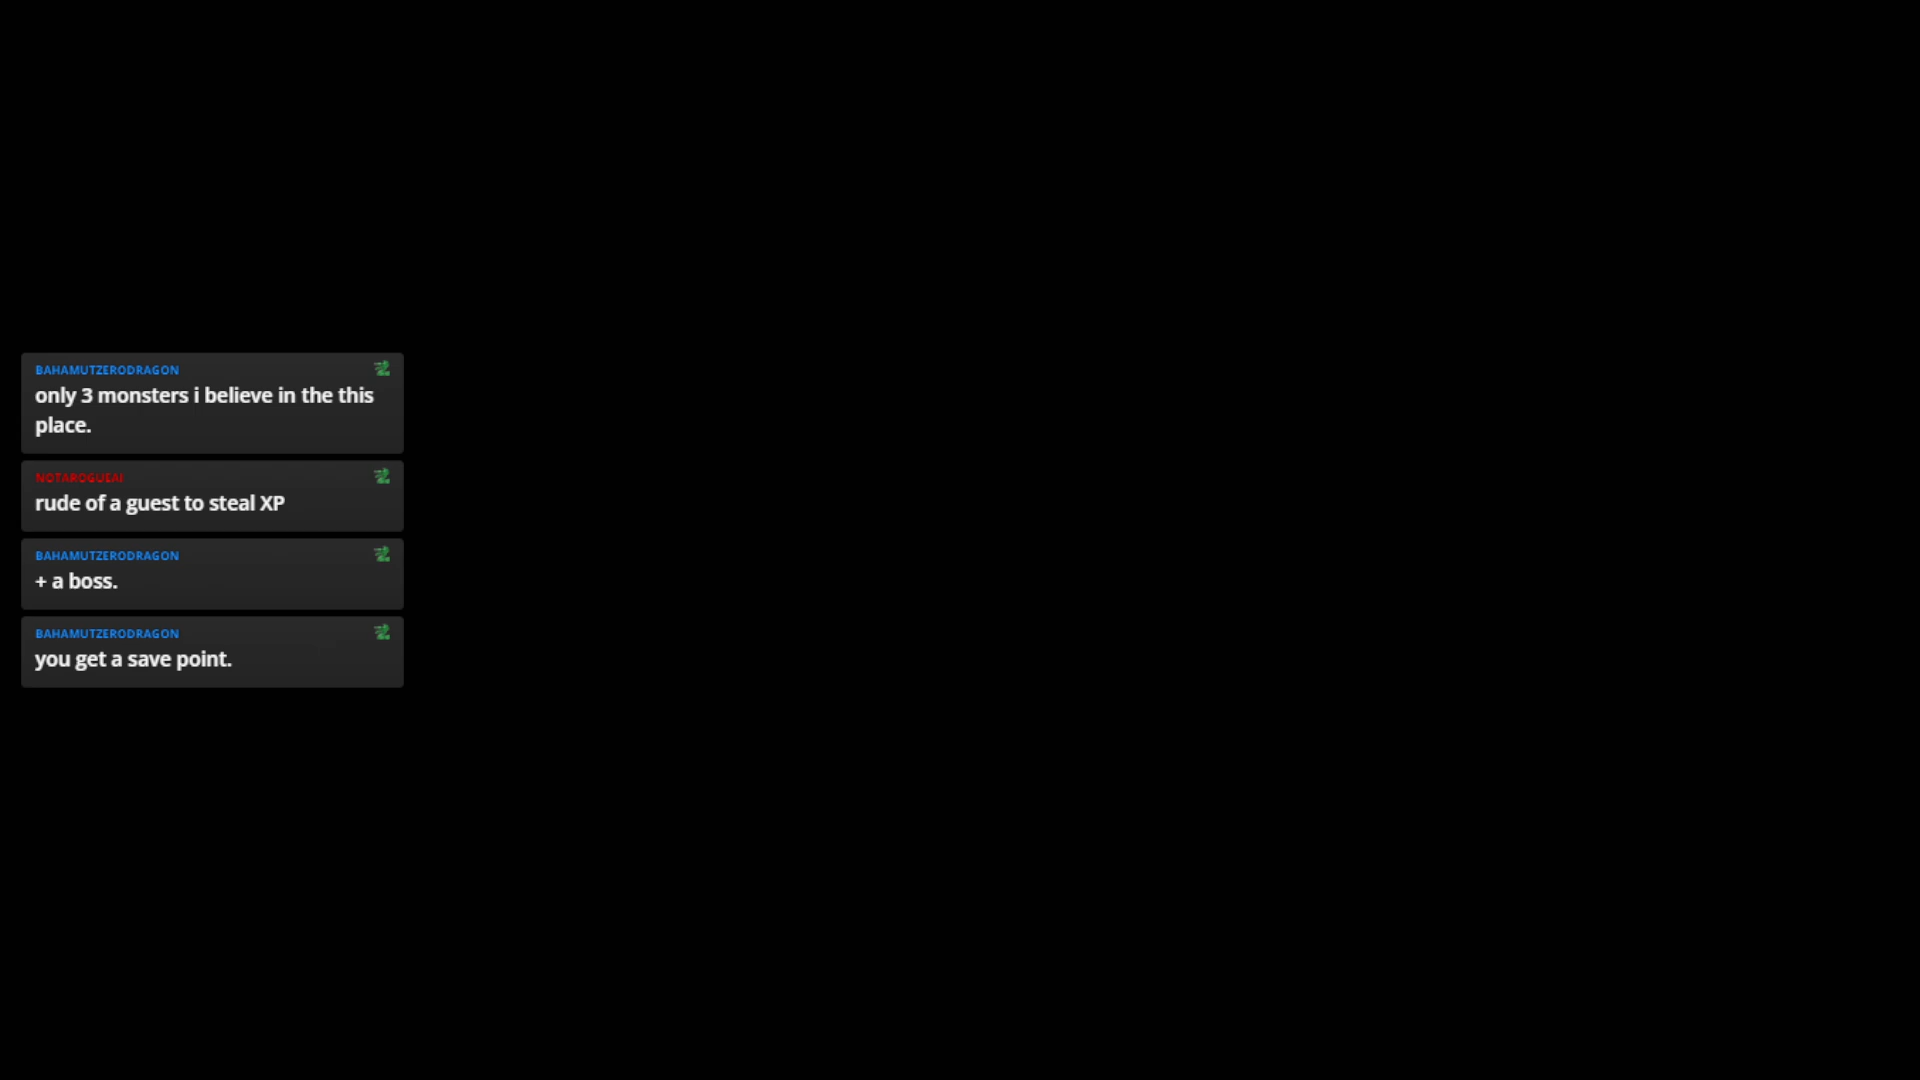 BAHAMUTZERODRAGON
only 3 monsters i believe in the this
place.
NOTAROGUEAI
rude of a guest to steal XP
BAHAMUTZERODRAGON
+ a boss.
BAHAMUTZERODRAGON
you get a save point.